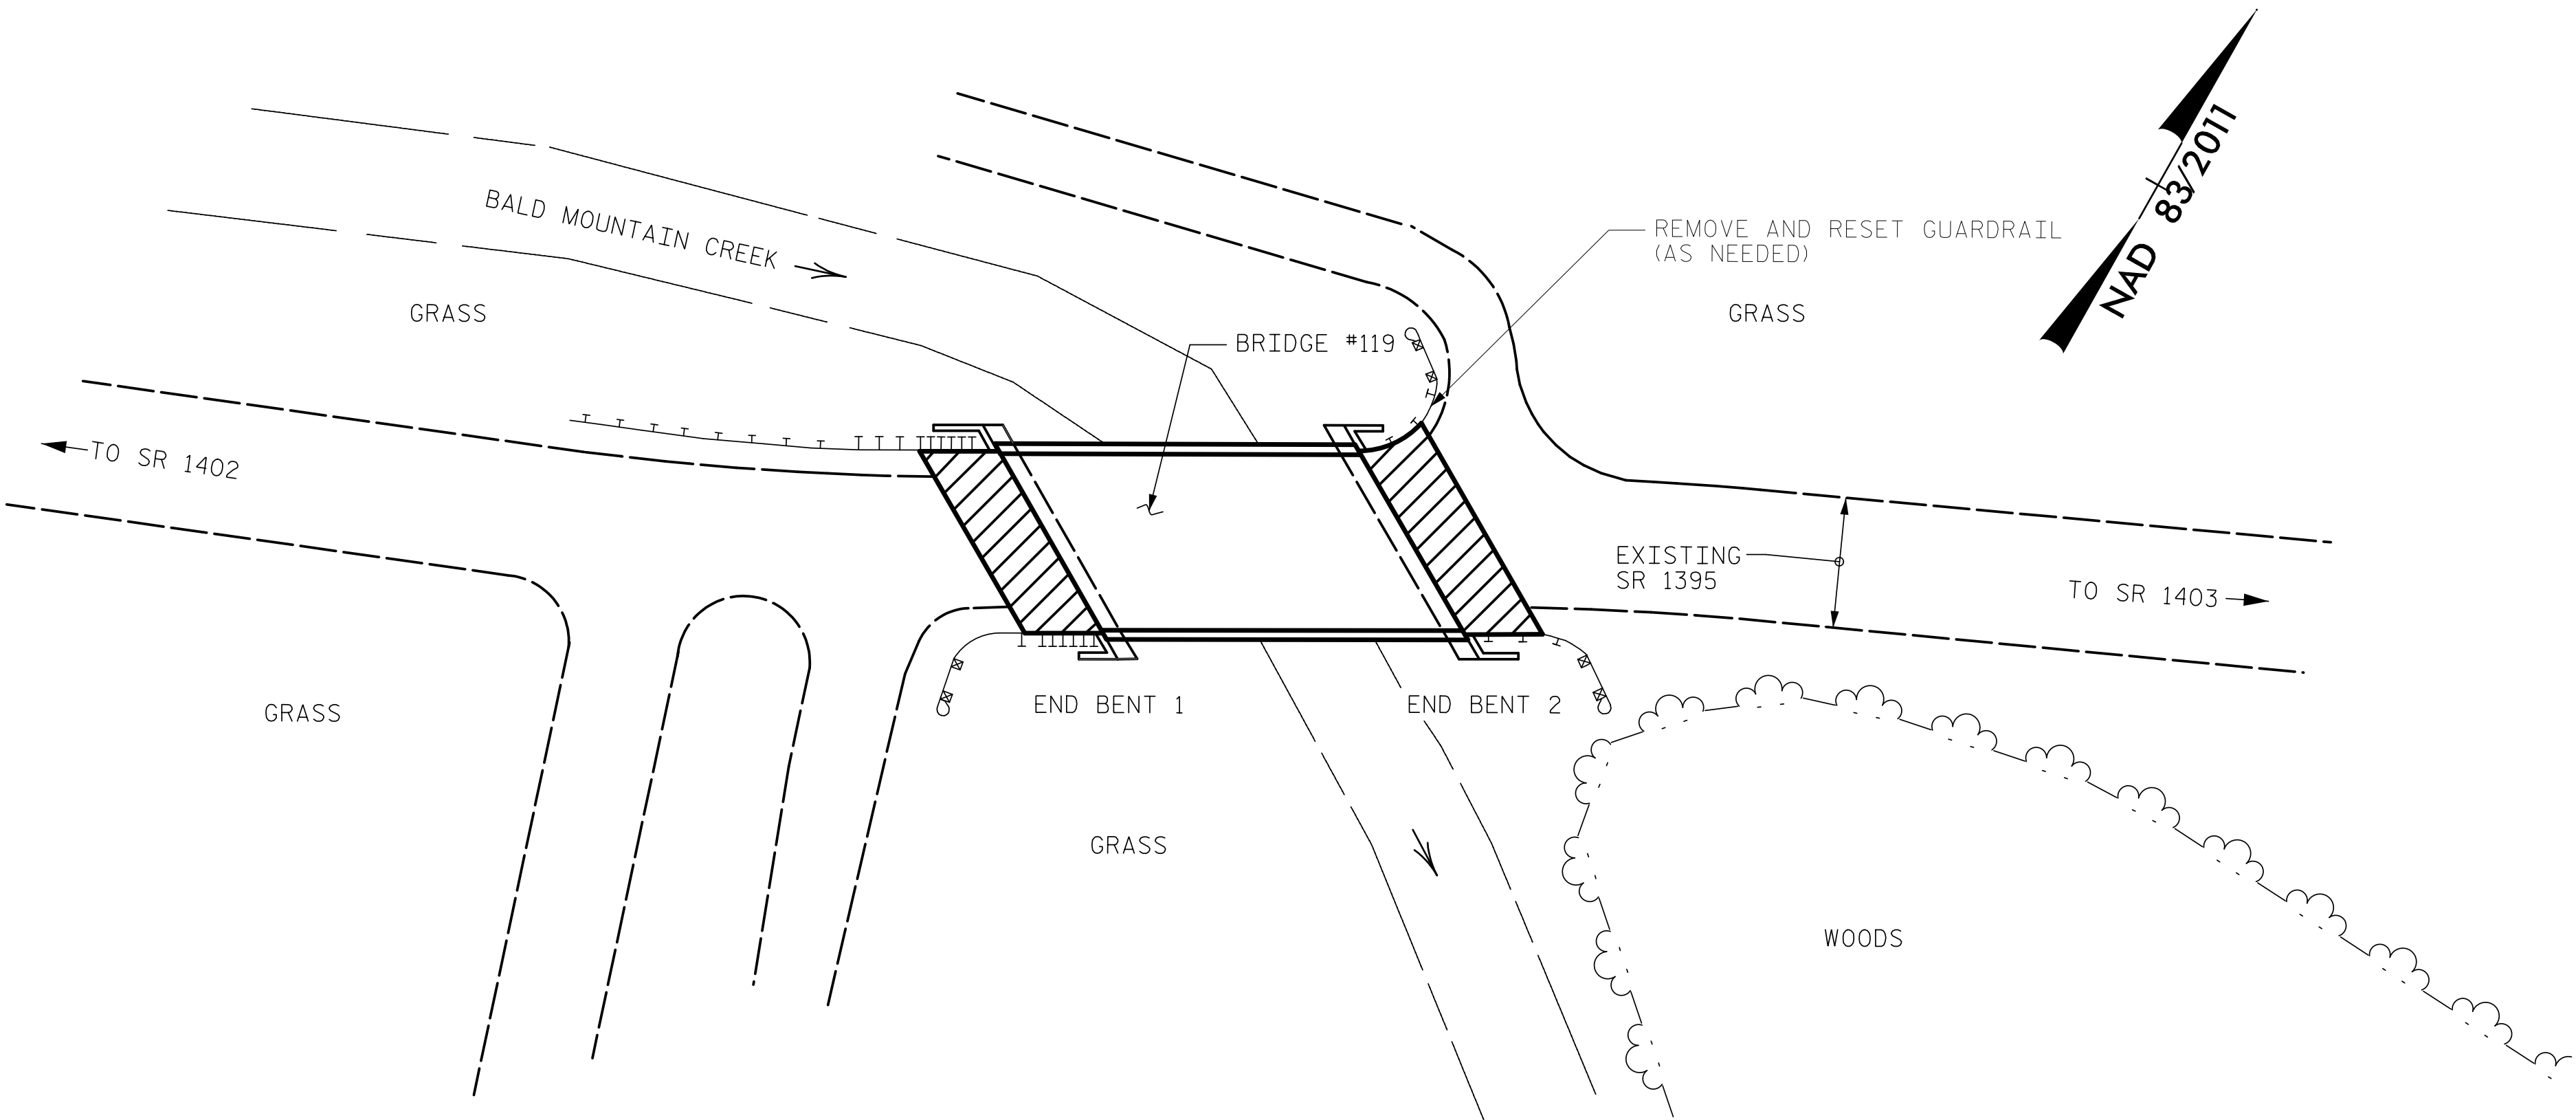 NAD 83/2011
BALD MOUNTAIN CREEK
REMOVE AND RESET GUARDRAIL
(AS NEEDED)
GRASS
GRASS
BRIDGE #119
TO SR 1402
EXISTING
SR 1395
TO SR 1403
GRASS
END BENT 1
END BENT 2
GRASS
WOODS